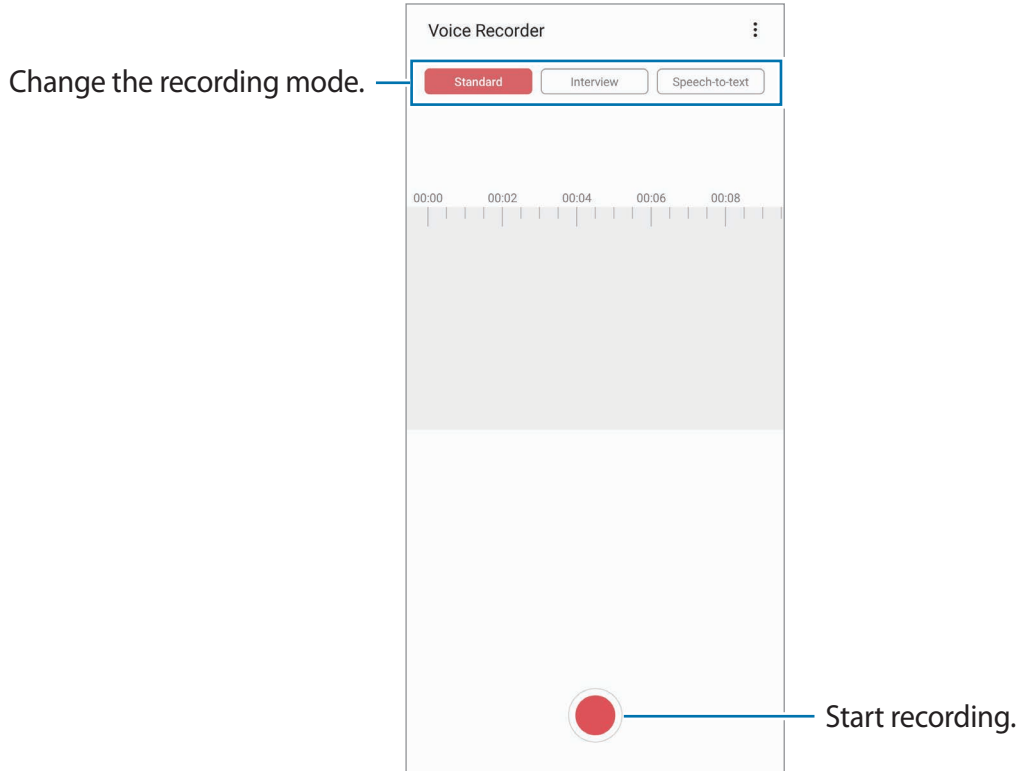 Voice Recorder
Change the recording mode.
Standard Interview Speech-to-text
00:00 00:02 00:04 00:06 00:08
Start recording.